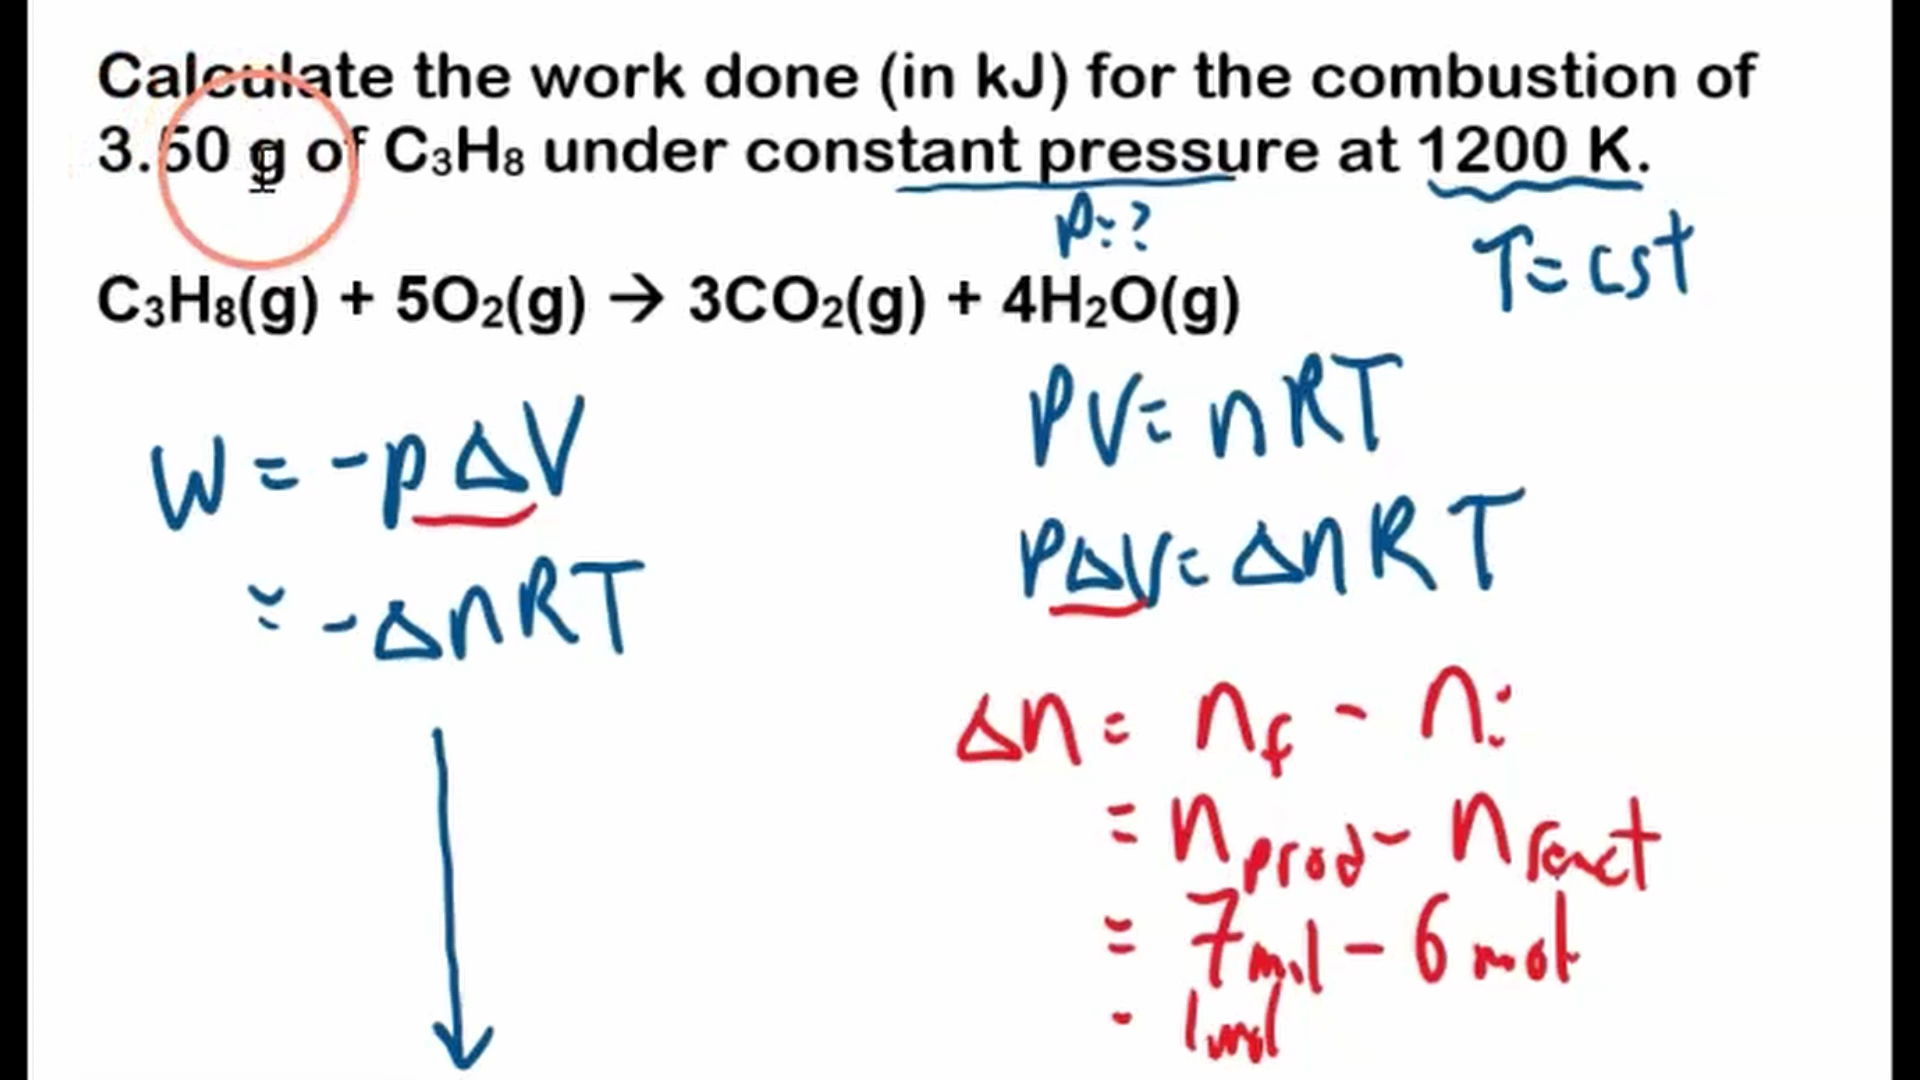 Calculate the work done (in kJ) for the combustion of
3.50 g of C₃H₈ under constant pressure at 1200 K.
P=?
T=cst
C₃H₈(g) + 5O₂(g) → 3CO₂(g) + 4H₂O(g)
W = -pΔV
= -ΔnRT
PV= nRT
PΔV= ΔnRT
Δn= nf - ni
= nprod - nreact
= 7mol - 6mol
- 1mol